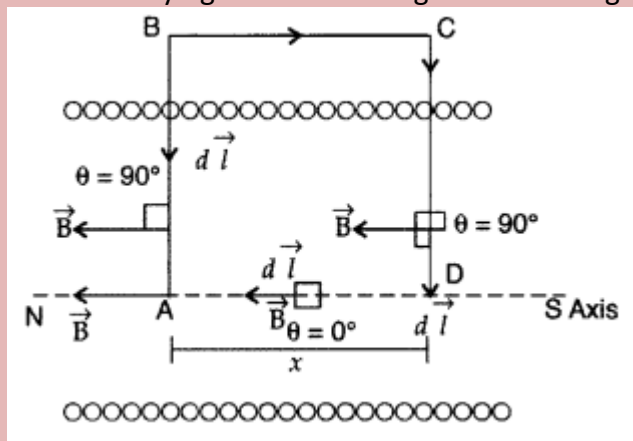 B C
d l⃗
θ = 90°
B⃗ B⃗ θ = 90°
d l⃗ D
N B⃗ A B⃗ θ = 0° d l⃗ S Axis
x